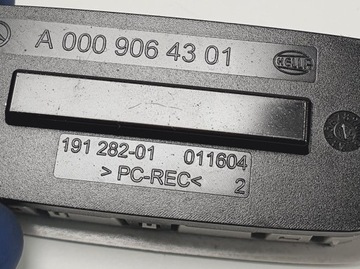 A 000 906 43 01
HELLA
191 282-01 011604
> PC-REC< 2